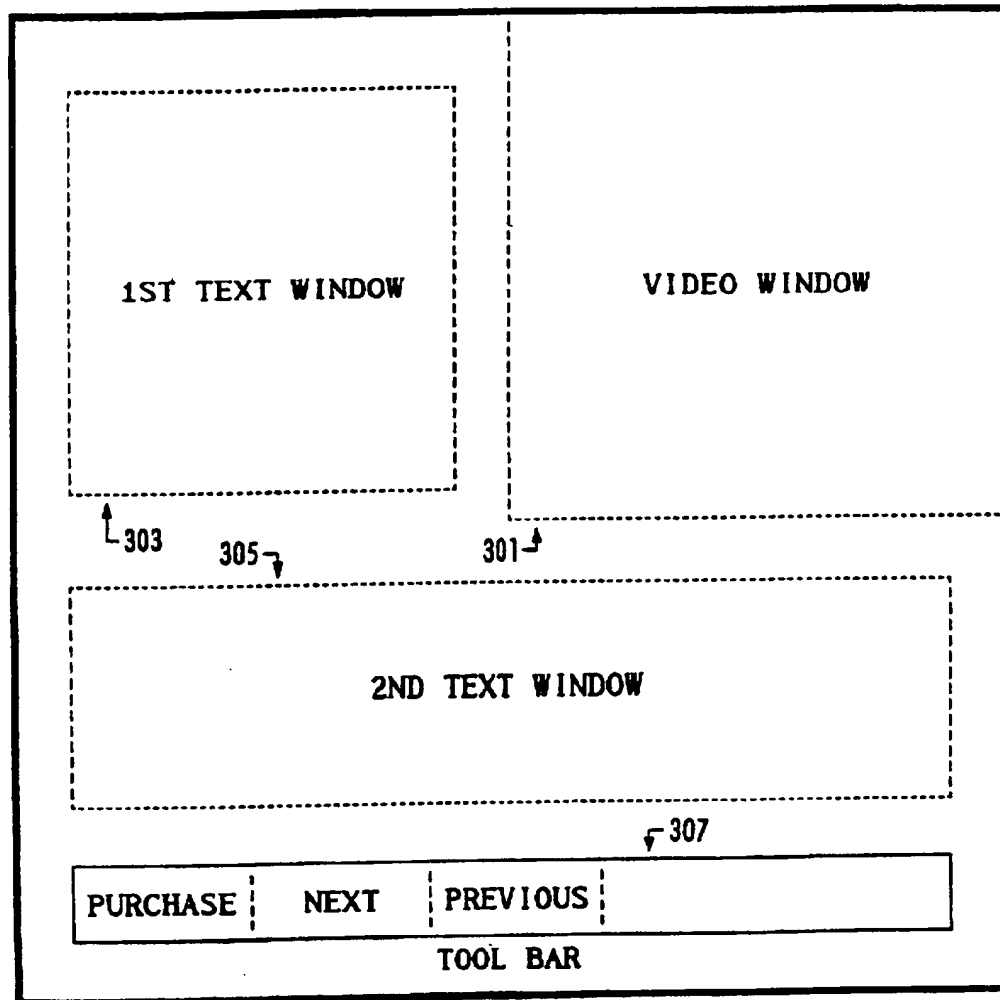 1ST TEXT WINDOW
VIDEO WINDOW
303
305
301
2ND TEXT WINDOW
307
PURCHASE NEXT PREVIOUS
TOOL BAR